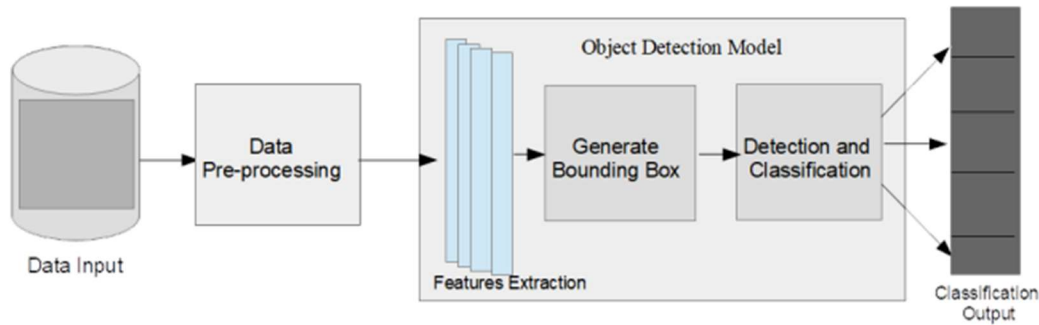 Data Input
Data
Pre-processing
Object Detection Model
Features Extraction
Generate
Bounding Box
Detection and
Classification
Classification
Output